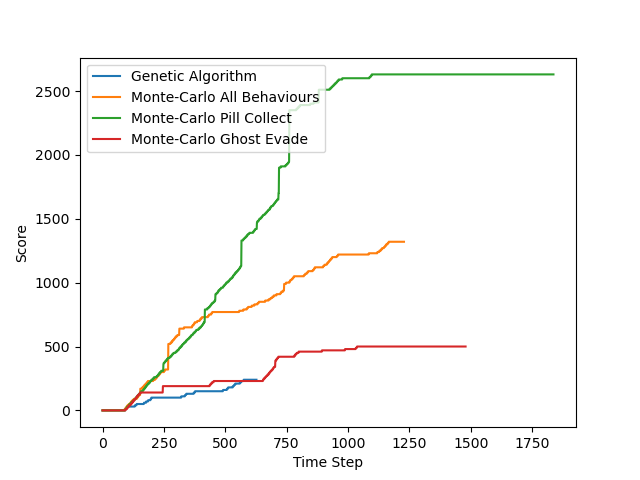 Genetic Algorithm
Monte-Carlo All Behaviours
Monte-Carlo Pill Collect
Monte-Carlo Ghost Evade
2500
2000
1500
1000
500
0
Score
0 250 500 750 1000 1250 1500 1750
Time Step